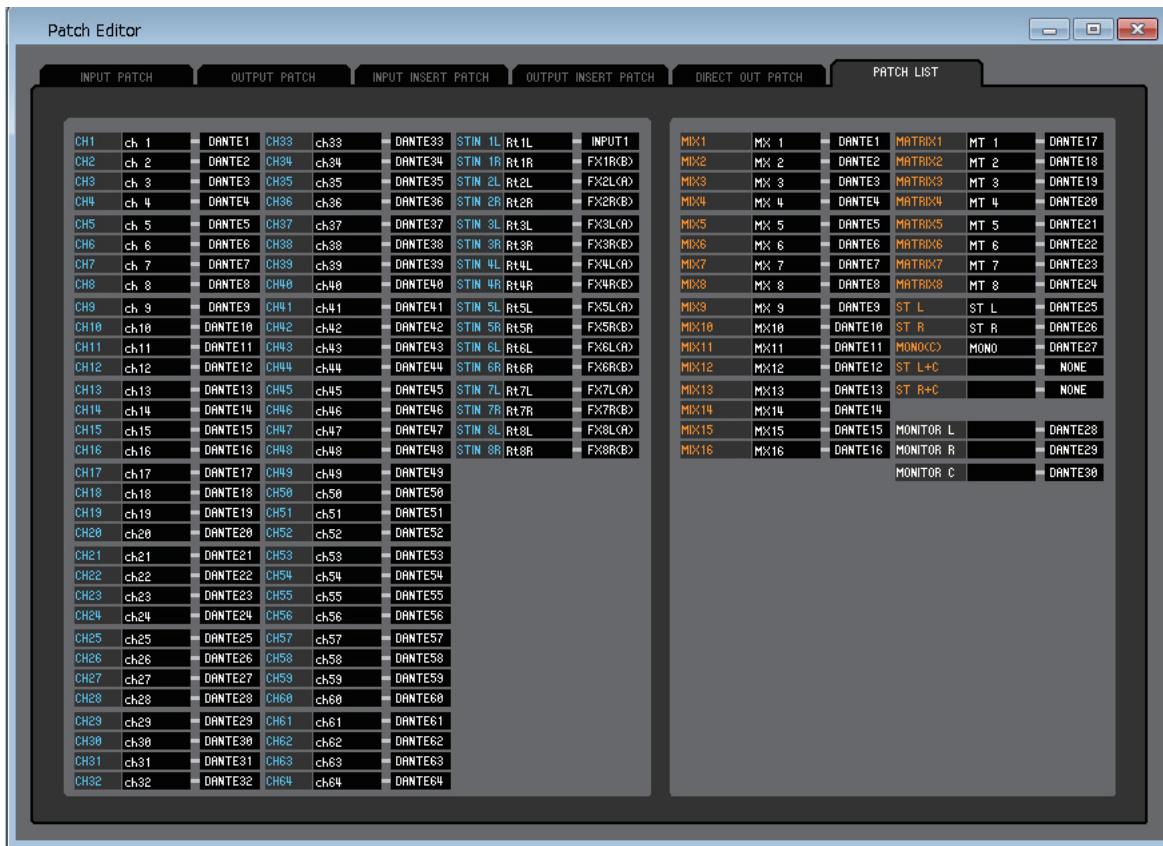 Patch Editor
INPUT PATCH OUTPUT PATCH INPUT INSERT PATCH OUTPUT INSERT PATCH DIRECT OUT PATCH PATCH LIST
CH1 ch 1 DANTE1 CH33 ch33 DANTE33 STIN 1L Rt1L INPUT1 MIX1 MX 1 DANTE1 MATRIX1 MT 1 DANTE17
CH2 ch 2 DANTE2 CH34 ch34 DANTE34 STIN 1R Rt1R FX1R(B) MIX2 MX 2 DANTE2 MATRIX2 MT 2 DANTE18
CH3 ch 3 DANTE3 CH35 ch35 DANTE35 STIN 2L Rt2L FX2L(A) MIX3 MX 3 DANTE3 MATRIX3 MT 3 DANTE19
CH4 ch 4 DANTE4 CH36 ch36 DANTE36 STIN 2R Rt2R FX2R(B) MIX4 MX 4 DANTE4 MATRIX4 MT 4 DANTE20
CH5 ch 5 DANTE5 CH37 ch37 DANTE37 STIN 3L Rt3L FX3L(A) MIX5 MX 5 DANTE5 MATRIX5 MT 5 DANTE21
CH6 ch 6 DANTE6 CH38 ch38 DANTE38 STIN 3R Rt3R FX3R(B) MIX6 MX 6 DANTE6 MATRIX6 MT 6 DANTE22
CH7 ch 7 DANTE7 CH39 ch39 DANTE39 STIN 4L Rt4L FX4L(A) MIX7 MX 7 DANTE7 MATRIX7 MT 7 DANTE23
CH8 ch 8 DANTE8 CH40 ch40 DANTE40 STIN 4R Rt4R FX4R(B) MIX8 MX 8 DANTE8 MATRIX8 MT 8 DANTE24
CH9 ch 9 DANTE9 CH41 ch41 DANTE41 STIN 5L Rt5L FX5L(A) MIX9 MX 9 DANTE9 ST L ST L DANTE25
CH10 ch10 DANTE10 CH42 ch42 DANTE42 STIN 5R Rt5R FX5R(B) MIX10 MX10 DANTE10 ST R ST R DANTE26
CH11 ch11 DANTE11 CH43 ch43 DANTE43 STIN 6L Rt6L FX6L(A) MIX11 MX11 DANTE11 MONO(C) MONO DANTE27
CH12 ch12 DANTE12 CH44 ch44 DANTE44 STIN 6R Rt6R FX6R(B) MIX12 MX12 DANTE12 ST L+C NONE
CH13 ch13 DANTE13 CH45 ch45 DANTE45 STIN 7L Rt7L FX7L(A) MIX13 MX13 DANTE13 ST R+C NONE
CH14 ch14 DANTE14 CH46 ch46 DANTE46 STIN 7R Rt7R FX7R(B) MIX14 MX14 DANTE14
CH15 ch15 DANTE15 CH47 ch47 DANTE47 STIN 8L Rt8L FX8L(A) MIX15 MX15 DANTE15 MONITOR L DANTE28
CH16 ch16 DANTE16 CH48 ch48 DANTE48 STIN 8R Rt8R FX8R(B) MIX16 MX16 DANTE16 MONITOR R DANTE29
CH17 ch17 DANTE17 CH49 ch49 DANTE49 MONITOR C DANTE30
CH18 ch18 DANTE18 CH50 ch50 DANTE50
CH19 ch19 DANTE19 CH51 ch51 DANTE51
CH20 ch20 DANTE20 CH52 ch52 DANTE52
CH21 ch21 DANTE21 CH53 ch53 DANTE53
CH22 ch22 DANTE22 CH54 ch54 DANTE54
CH23 ch23 DANTE23 CH55 ch55 DANTE55
CH24 ch24 DANTE24 CH56 ch56 DANTE56
CH25 ch25 DANTE25 CH57 ch57 DANTE57
CH26 ch26 DANTE26 CH58 ch58 DANTE58
CH27 ch27 DANTE27 CH59 ch59 DANTE59
CH28 ch28 DANTE28 CH60 ch60 DANTE60
CH29 ch29 DANTE29 CH61 ch61 DANTE61
CH30 ch30 DANTE30 CH62 ch62 DANTE62
CH31 ch31 DANTE31 CH63 ch63 DANTE63
CH32 ch32 DANTE32 CH64 ch64 DANTE64